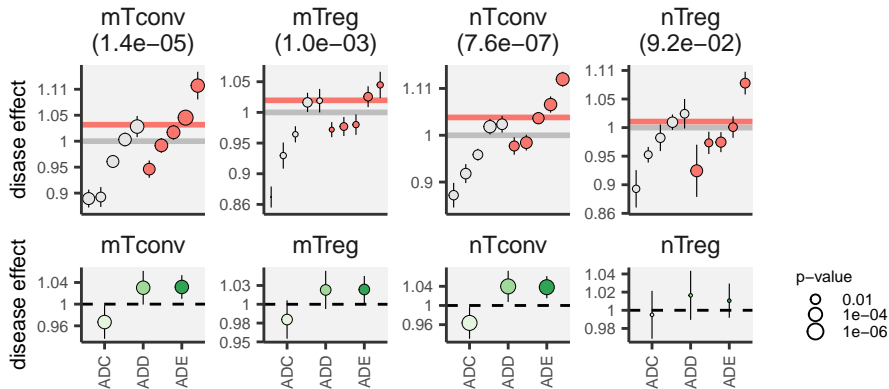 mTconv
(1.4e−05)
mTreg
(1.0e−03)
nTconv
(7.6e−07)
nTreg
(9.2e−02)
disease effect
1.11
1.05
1
0.95
0.9
1.05
1
0.95
0.9
0.86
1.11
1
0.9
1.11
1.05
1
0.95
0.9
0.86
mTconv
mTreg
nTconv
nTreg
disease effect
1.04
1
0.96
1.03
1
0.98
0.95
1.04
1
0.96
1.04
1.02
1
0.98
ADC
ADD
ADE
ADC
ADD
ADE
ADC
ADD
ADE
ADC
ADD
ADE
p−value
0.01
1e−04
1e−06